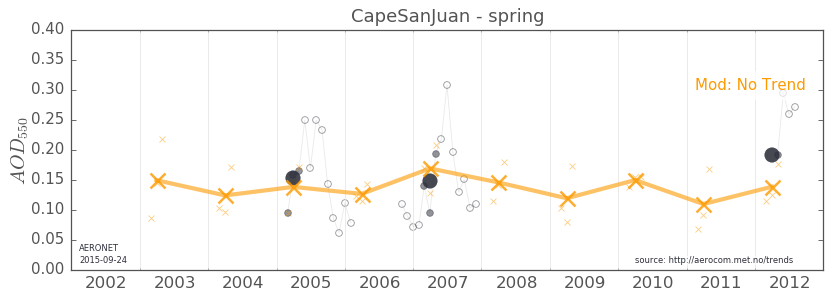 CapeSanJuan - spring
0.40
0.35
0.30
0.25
0.20
0.15
0.10
0.05
0.00
AOD550
Mod: No Trend
AERONET
2015-09-24
source: http://aerocom.met.no/trends
2002 2003 2004 2005 2006 2007 2008 2009 2010 2011 2012